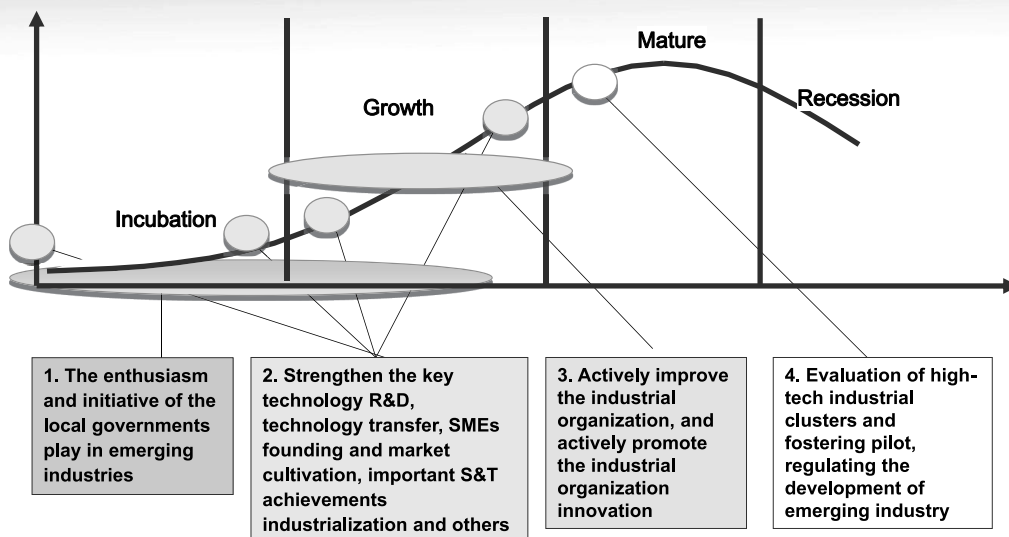 Mature
Growth
Recession
Incubation
1. The enthusiasm
and initiative of the
local governments
play in emerging
industries
2. Strengthen the key
technology R&D,
technology transfer, SMEs
founding and market
cultivation, important S&T
achievements
industrialization and others
3. Actively improve
the industrial
organization, and
actively promote
the industrial
organization
innovation
4. Evaluation of high-
tech industrial
clusters and
fostering pilot,
regulating the
development of
emerging industry